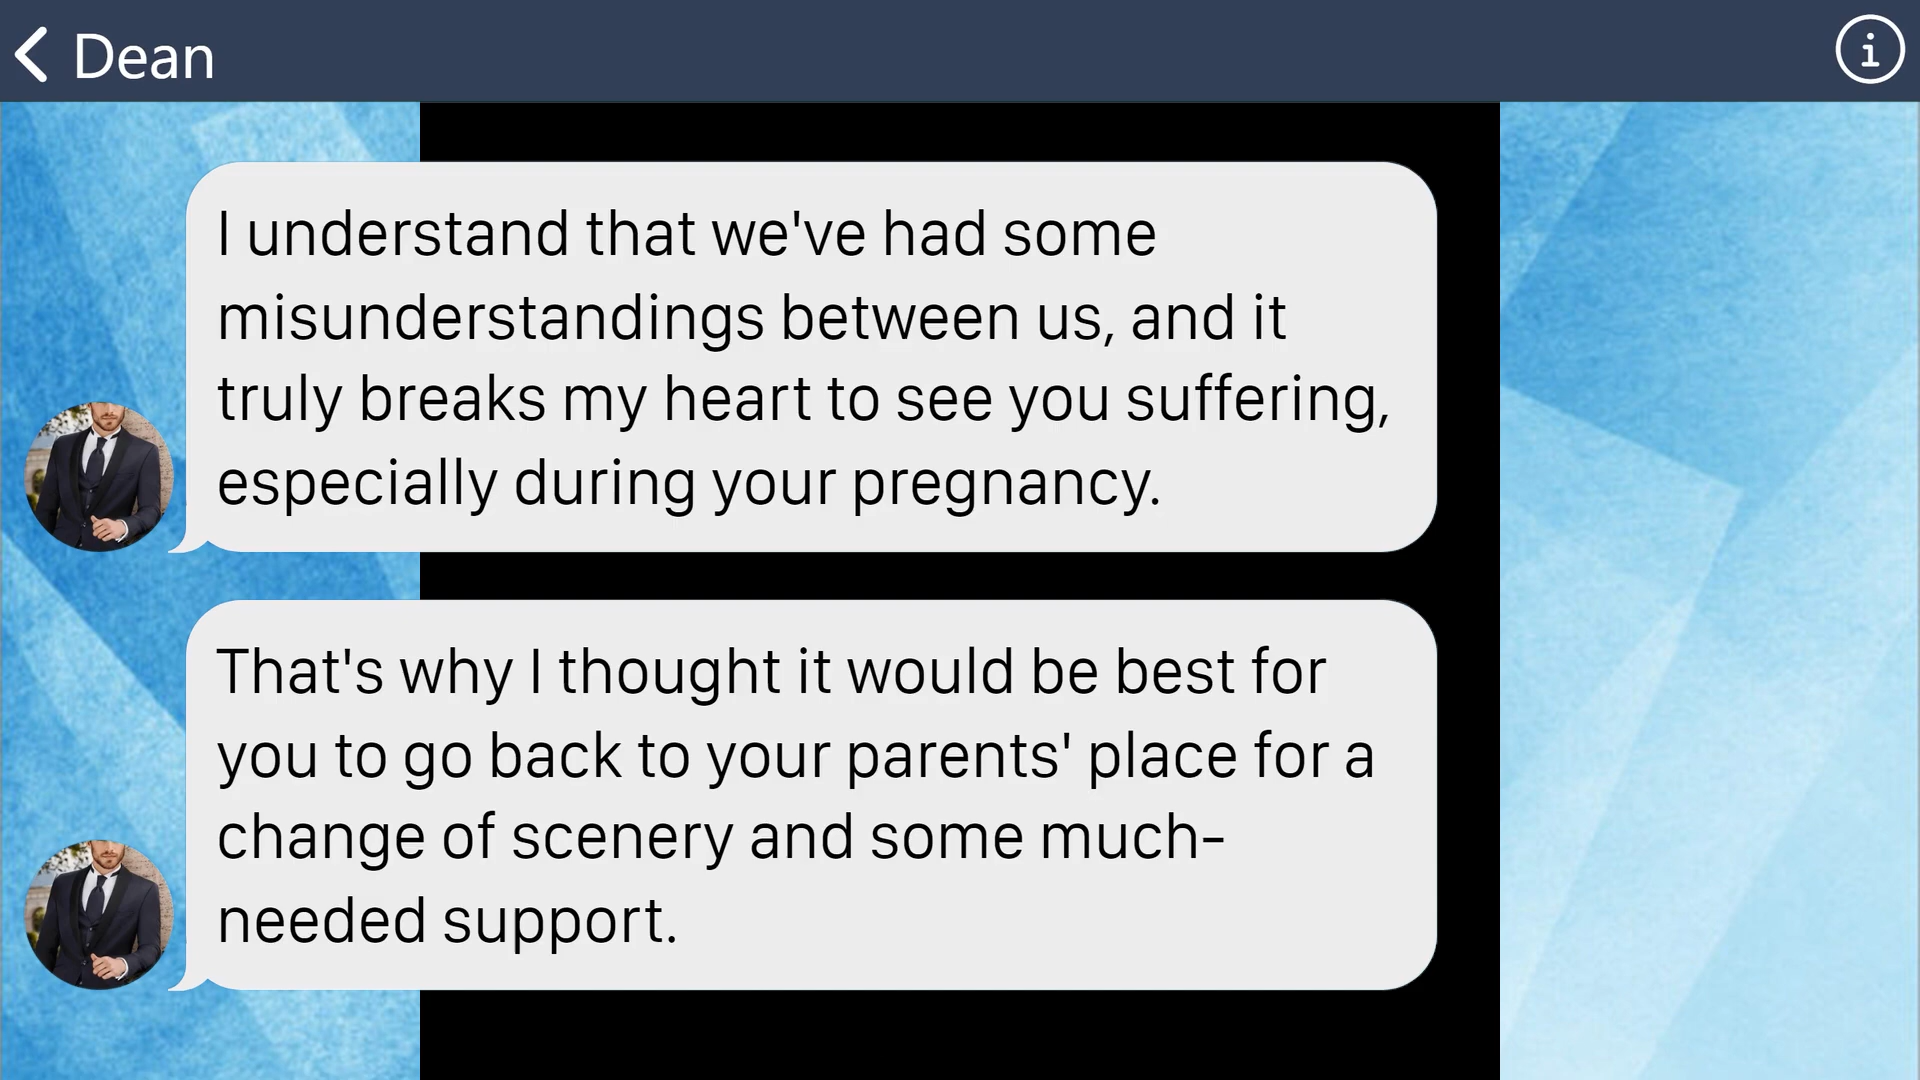 Dean
I understand that we've had some
misunderstandings between us, and it
truly breaks my heart to see you suffering,
especially during your pregnancy.
That's why I thought it would be best for
you to go back to your parents' place for a
change of scenery and some much-
needed support.